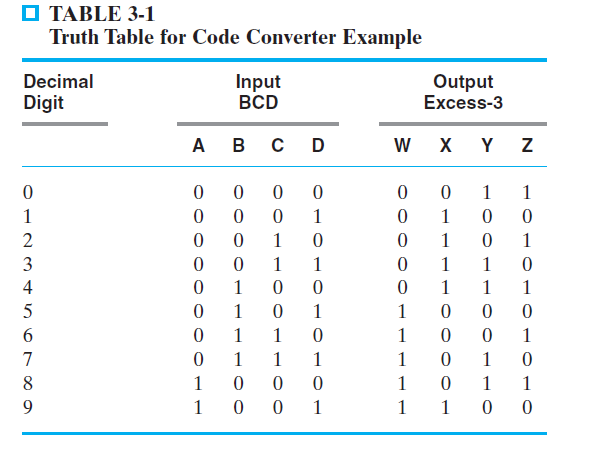 TABLE 3-1
Truth Table for Code Converter Example
Decimal Digit Input BCD Output Excess-3
A B C D W X Y Z
0 0 0 0 0 0 0 1 1
1 0 0 0 1 0 1 0 0
2 0 0 1 0 0 1 0 1
3 0 0 1 1 0 1 1 0
4 0 1 0 0 0 1 1 1
5 0 1 0 1 1 0 0 0
6 0 1 1 0 1 0 0 1
7 0 1 1 1 1 0 1 0
8 1 0 0 0 1 0 1 1
9 1 0 0 1 1 1 0 0